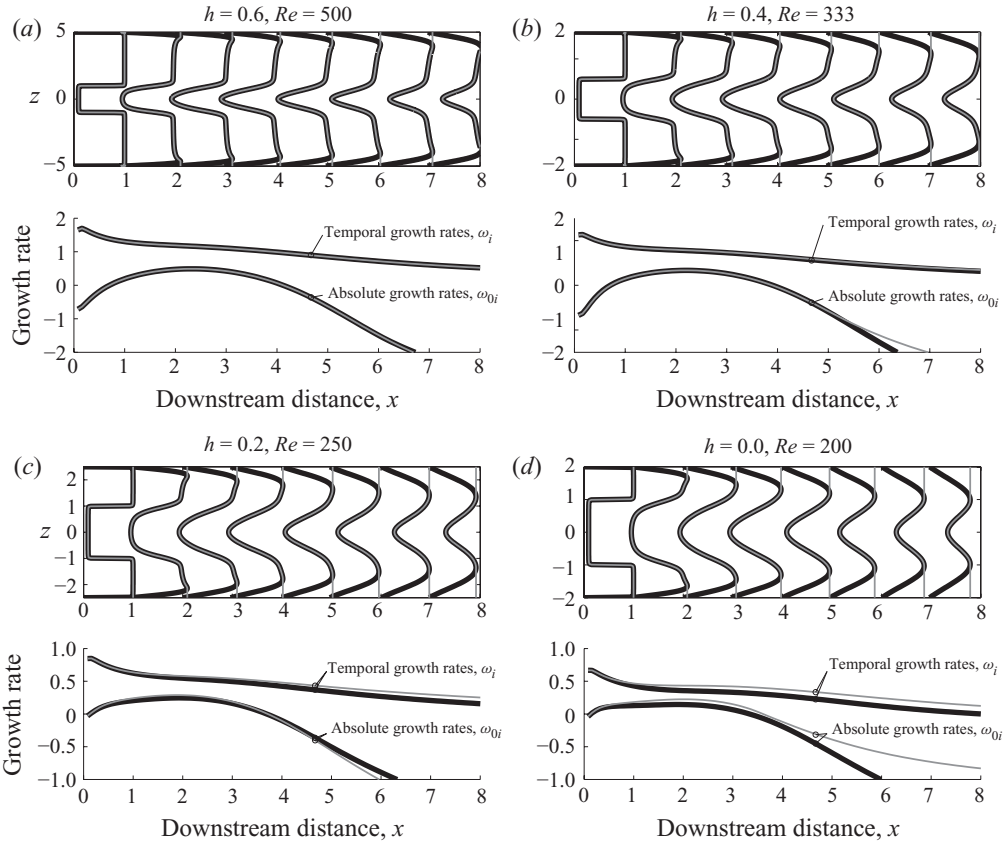 (a) h = 0.6, Re = 500
5
z 0
−5
0 1 2 3 4 5 6 7 8
2
1
0
−1
−2
Growth rate
Temporal growth rates, ωi
Absolute growth rates, ω0i
0 1 2 3 4 5 6 7 8
Downstream distance, x
(b) h = 0.4, Re = 333
2
0
−2
0 1 2 3 4 5 6 7 8
2
1
0
−1
−2
Temporal growth rates, ωi
Absolute growth rates, ω0i
0 1 2 3 4 5 6 7 8
Downstream distance, x
(c) h = 0.2, Re = 250
2
1
z 0
−1
−2
0 1 2 3 4 5 6 7 8
1.0
0.5
0
−0.5
−1.0
Growth rate
Temporal growth rates, ωi
Absolute growth rates, ω0i
0 1 2 3 4 5 6 7 8
Downstream distance, x
(d) h = 0.0, Re = 200
2
1
0
−1
−2
0 1 2 3 4 5 6 7 8
1.0
0.5
0
−0.5
−1.0
Temporal growth rates, ωi
Absolute growth rates, ω0i
0 1 2 3 4 5 6 7 8
Downstream distance, x